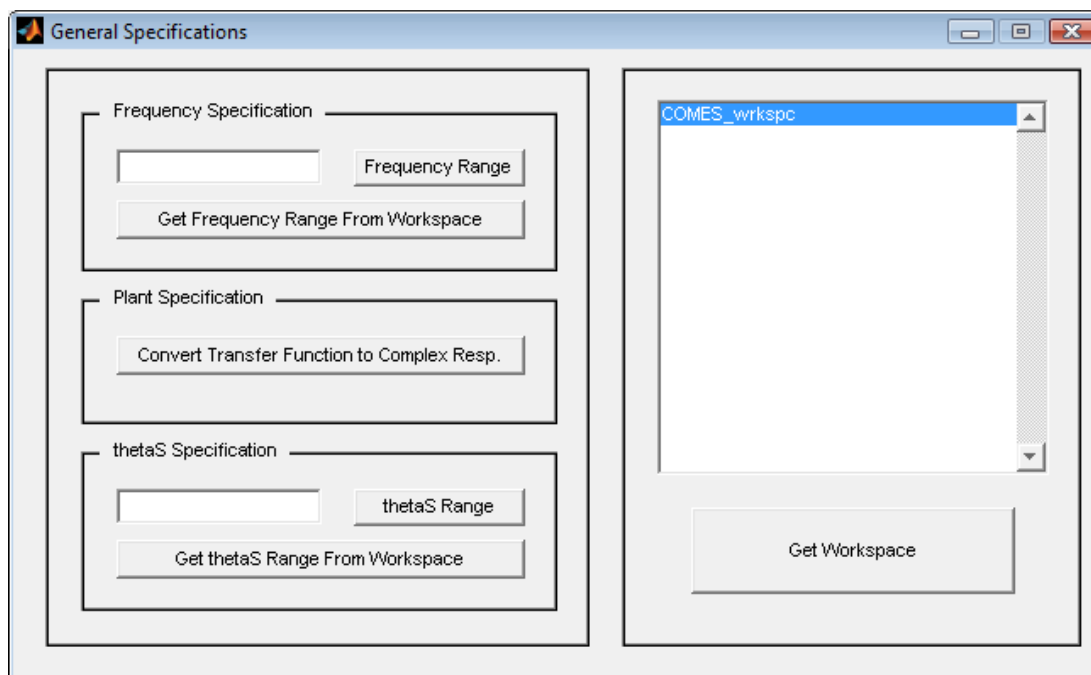 General Specifications
Frequency Specification
Frequency Range
Get Frequency Range From Workspace
Plant Specification
Convert Transfer Function to Complex Resp.
thetaS Specification
thetaS Range
Get thetaS Range From Workspace
COMES_wrkspc
Get Workspace